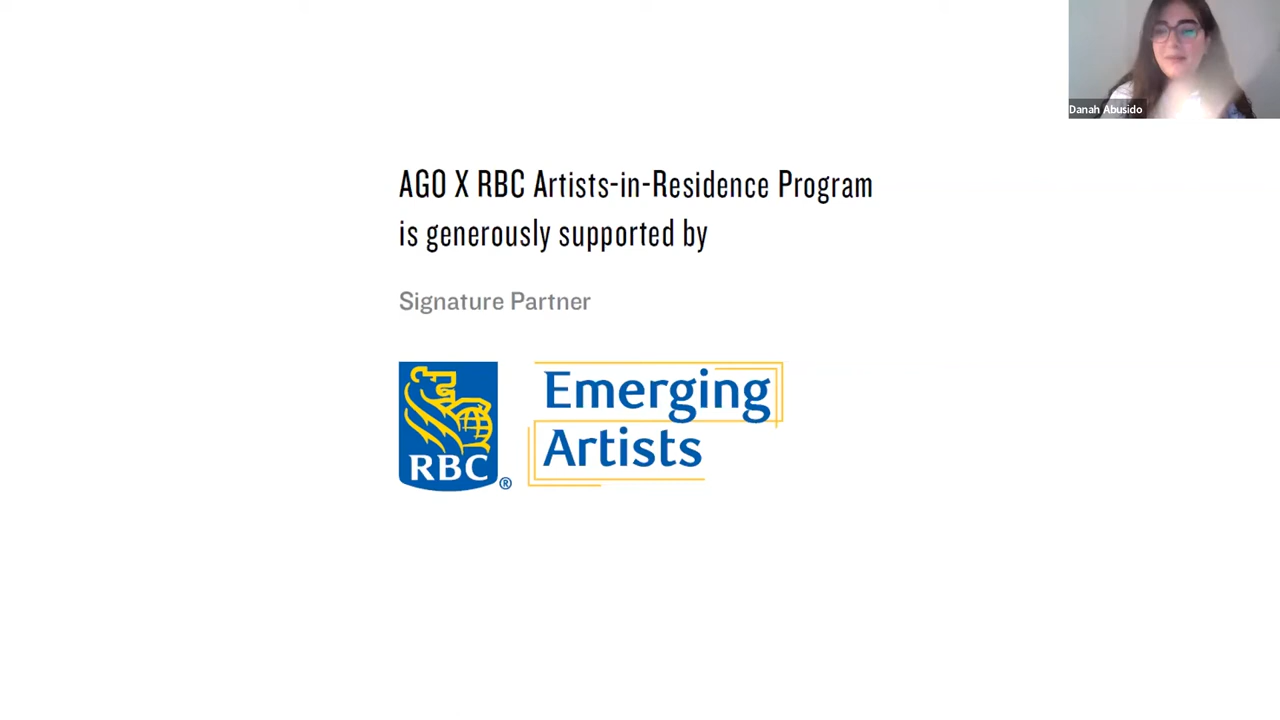 Danah Abusido
AGO X RBC Artists-in-Residence Program
is generously supported by
Signature Partner
Emerging
Artists
RBC®